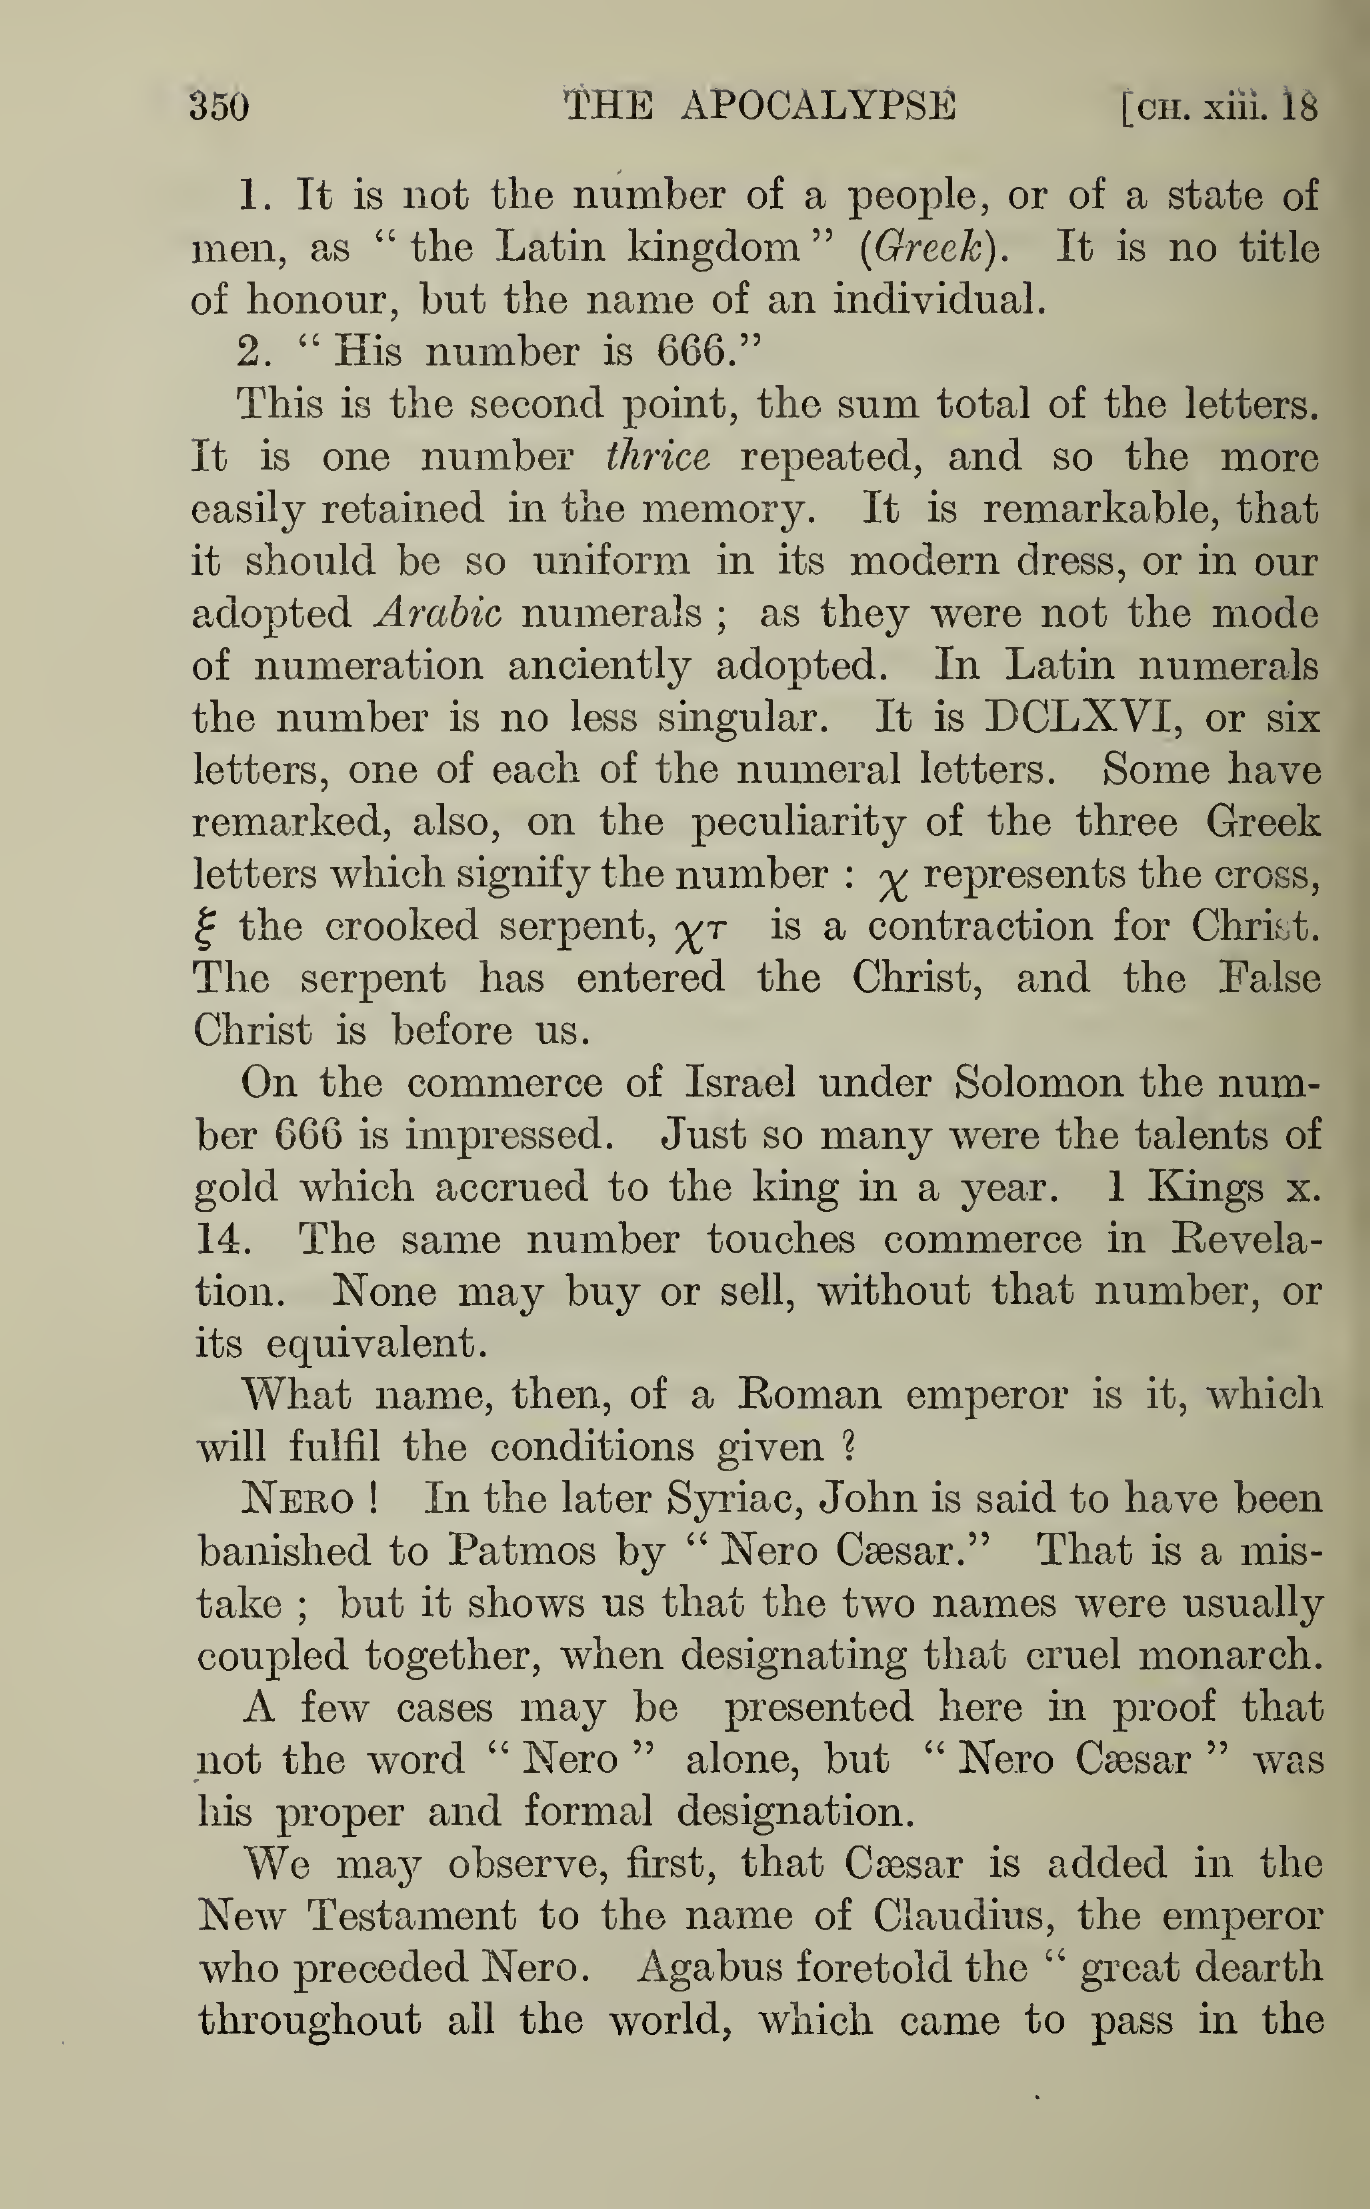 350 THE APOCALYPSE [CH. xiii. 18
1. It is not the number of a people, or of a state of
men, as “ the Latin kingdom ” (Greek). It is no title
of honour, but the name of an individual.
2. “ His number is 666.”
This is the second point, the sum total of the letters.
It is one number thrice repeated, and so the more
easily retained in the memory. It is remarkable, that
it should be so uniform in its modern dress, or in our
adopted Arabic numerals ; as they were not the mode
of numeration anciently adopted. In Latin numerals
the number is no less singular. It is DCLXVI, or six
letters, one of each of the numeral letters. Some have
remarked, also, on the peculiarity of the three Greek
letters which signify the number : χ represents the cross,
ξ the crooked serpent, χτ is a contraction for Christ.
The serpent has entered the Christ, and the False
Christ is before us.
On the commerce of Israel under Solomon the num-
ber 666 is impressed. Just so many were the talents of
gold which accrued to the king in a year. 1 Kings x.
14. The same number touches commerce in Revela-
tion. None may buy or sell, without that number, or
its equivalent.
What name, then, of a Roman emperor is it, which
will fulfil the conditions given ?
NERO ! In the later Syriac, John is said to have been
banished to Patmos by “ Nero Cæsar.” That is a mis-
take ; but it shows us that the two names were usually
coupled together, when designating that cruel monarch.
A few cases may be presented here in proof that
not the word “ Nero ” alone, but “ Nero Cæsar ” was
his proper and formal designation.
We may observe, first, that Cæsar is added in the
New Testament to the name of Claudius, the emperor
who preceded Nero. Agabus foretold the “ great dearth
throughout all the world, which came to pass in the